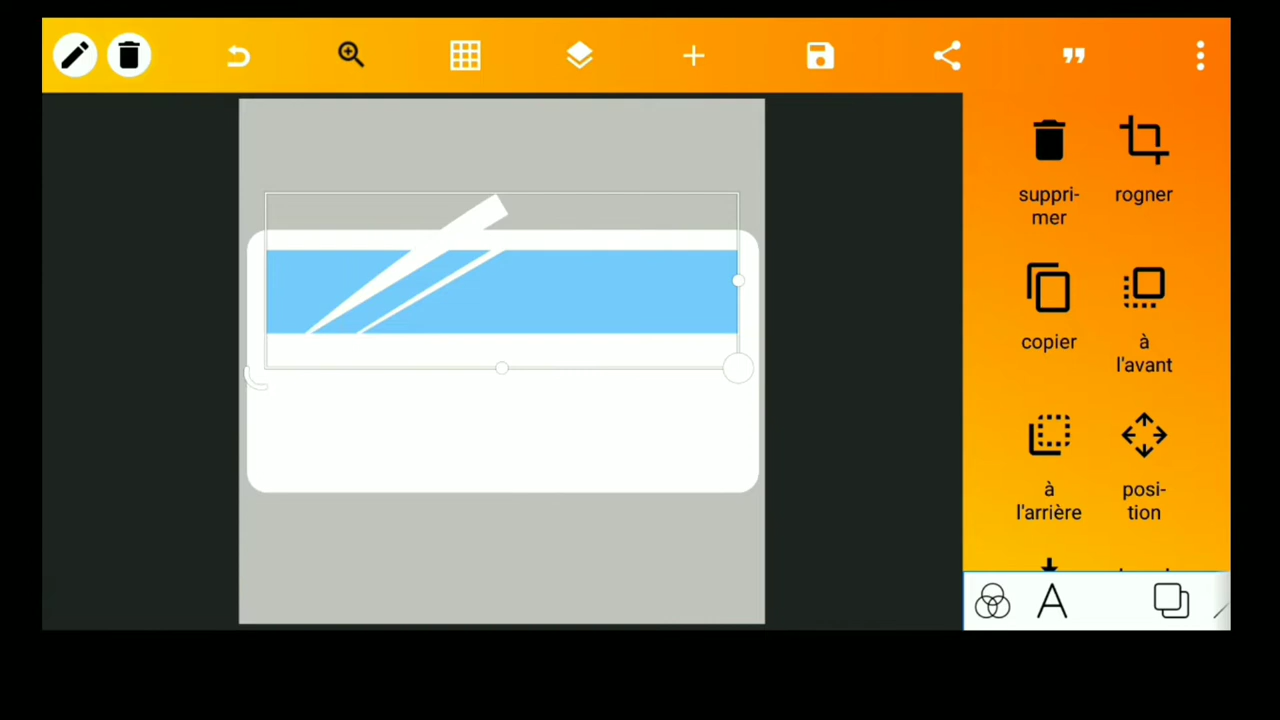 suppri-
mer
rogner
copier
à
l'avant
à
l'arrière
posi-
tion
A